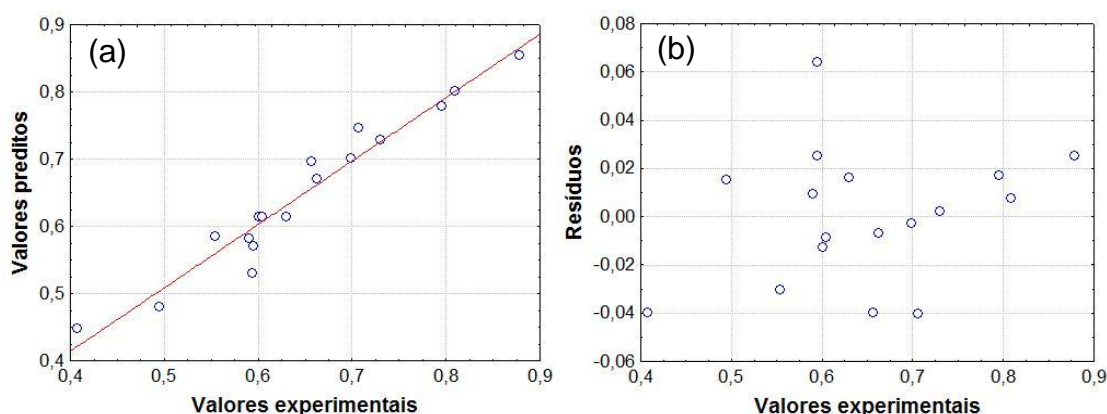 (a)
Valores preditos
0,9
0,8
0,7
0,6
0,5
0,4
0,4 0,5 0,6 0,7 0,8 0,9
Valores experimentais
(b)
Resíduos
0,08
0,06
0,04
0,02
0,00
-0,02
-0,04
-0,06
0,4 0,5 0,6 0,7 0,8 0,9
Valores experimentais